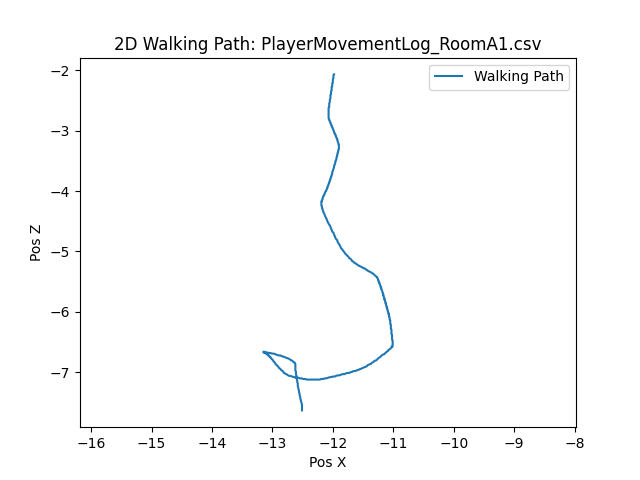 2D Walking Path: PlayerMovementLog_RoomA1.csv
Walking Path
Pos Z
−2
−3
−4
−5
−6
−7
−16 −15 −14 −13 −12 −11 −10 −9 −8
Pos X